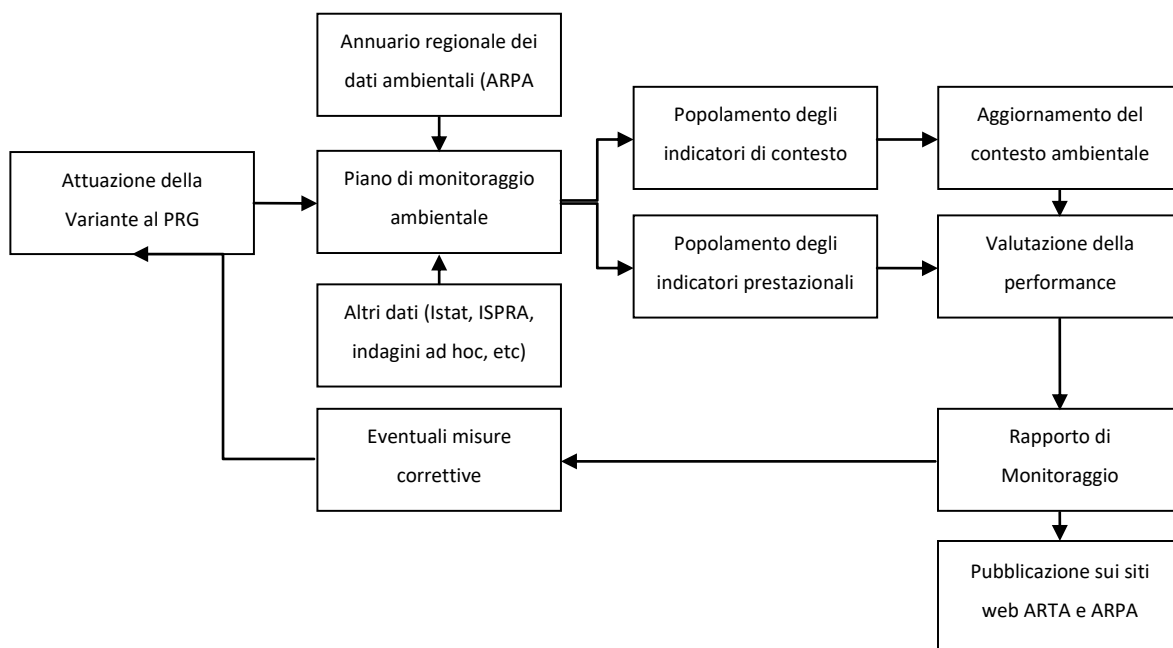 Annuario regionale dei
dati ambientali (ARPA
Popolamento degli
indicatori di contesto
Aggiornamento del
contesto ambientale
Attuazione della
Variante al PRG
Piano di monitoraggio
ambientale
Popolamento degli
indicatori prestazionali
Valutazione della
performance
Altri dati (Istat, ISPRA,
indagini ad hoc, etc)
Eventuali misure
correttive
Rapporto di
Monitoraggio
Pubblicazione sui siti
web ARTA e ARPA